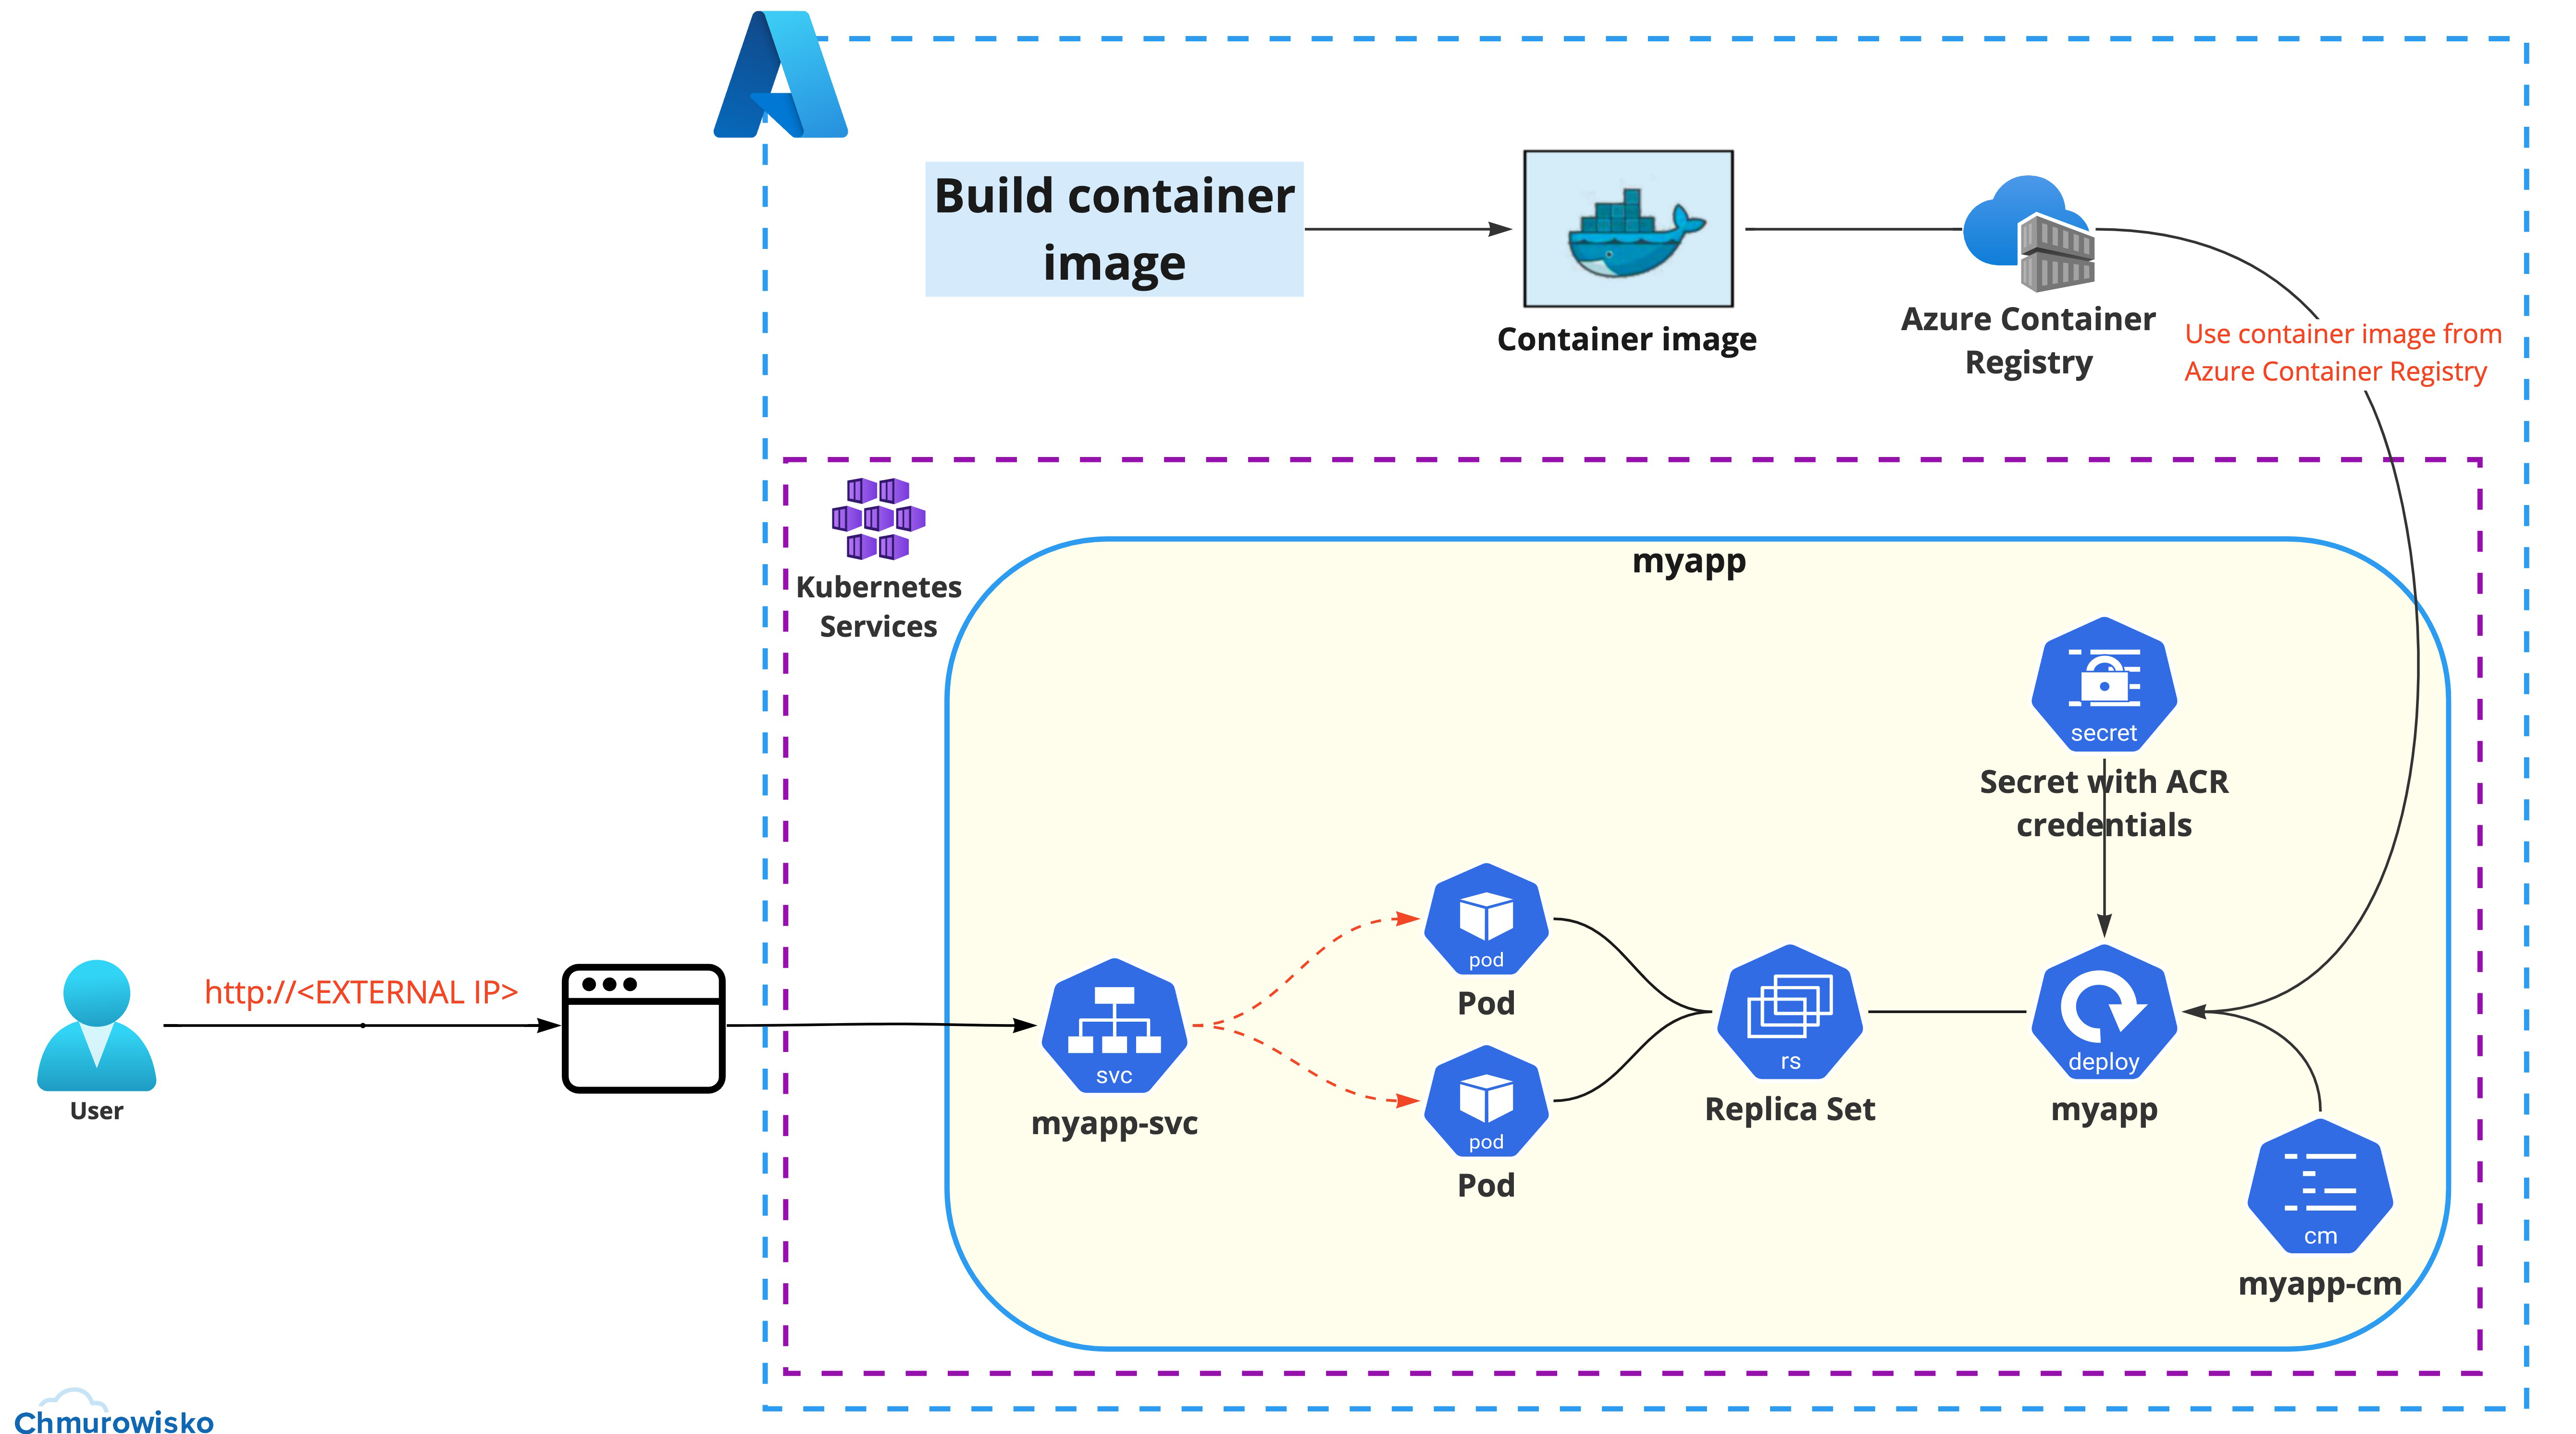 Build container
image
Container image
Azure Container
Registry
Use container image from
Azure Container Registry
Kubernetes
Services
myapp
secret
Secret with ACR
credentials
http://<EXTERNAL IP>
User
svc
myapp-svc
pod
Pod
pod
Pod
rs
Replica Set
deploy
myapp
cm
myapp-cm
Chmurowisko